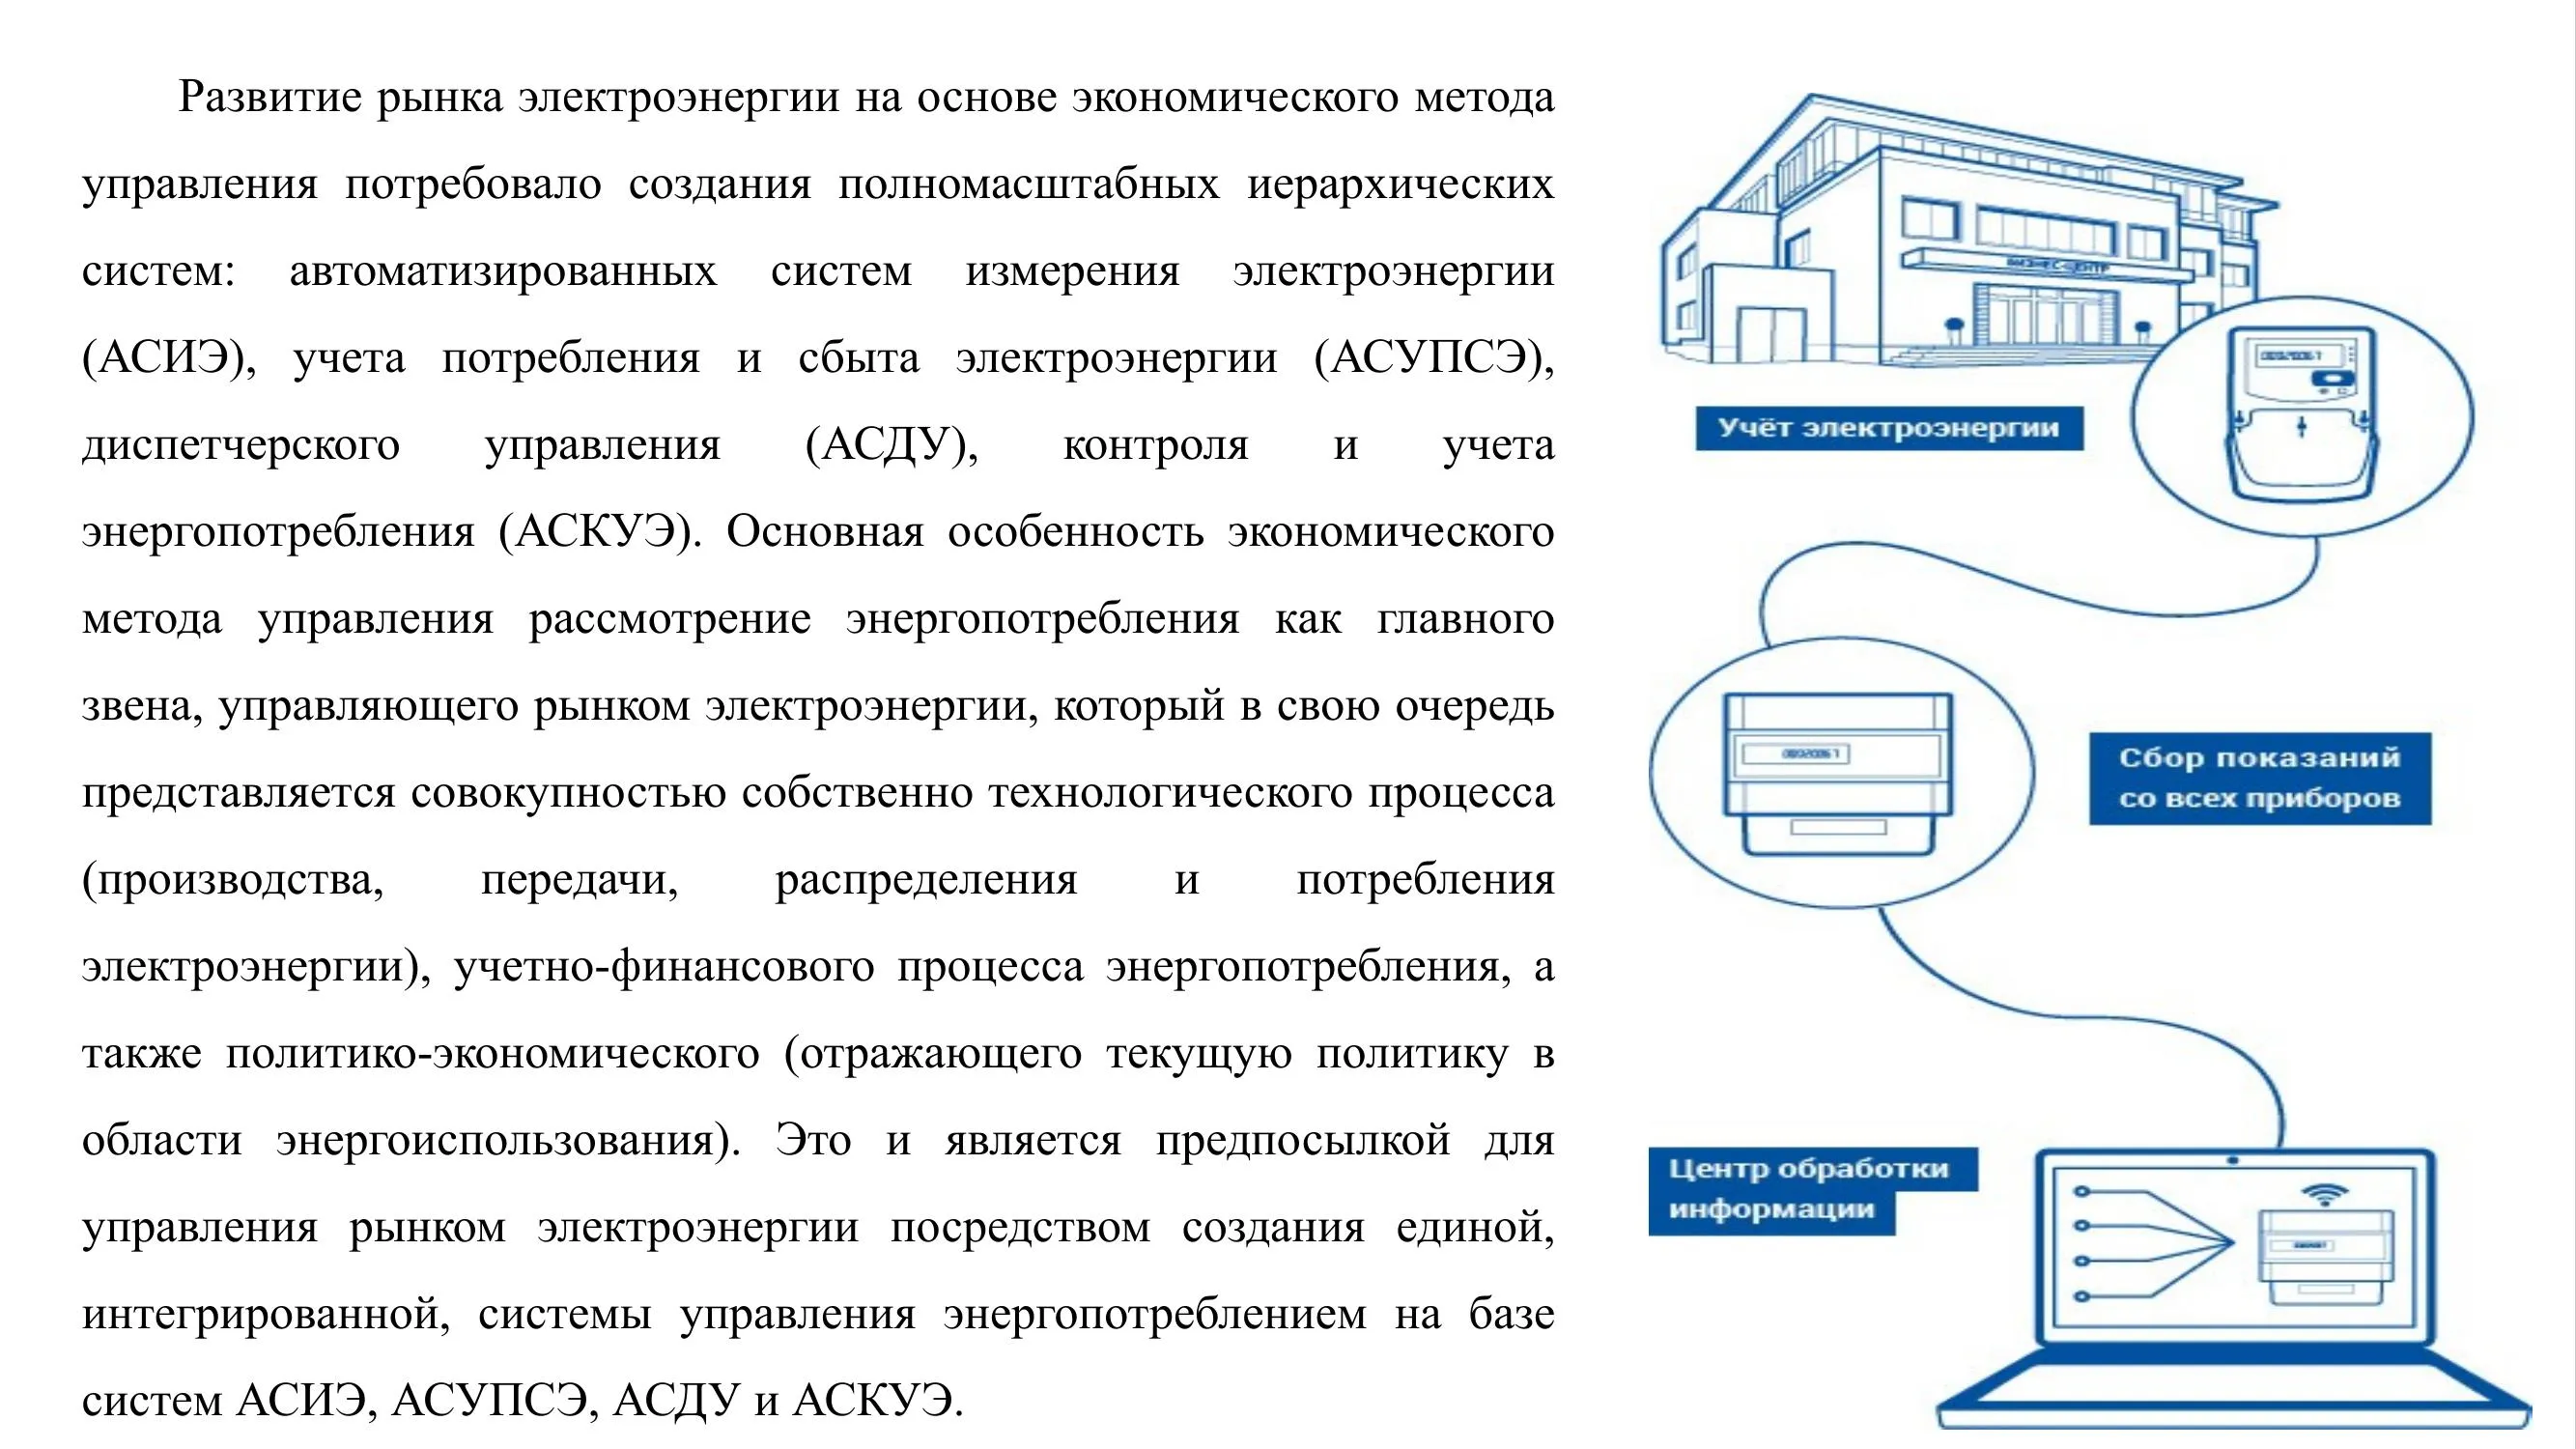 Развитие рынка электроэнергии на основе экономического метода
управления потребовало создания полномасштабных иерархических
систем: автоматизированных систем измерения электроэнергии
(АСИЭ), учета потребления и сбыта электроэнергии (АСУПСЭ),
диспетчерского управления (АСДУ), контроля и учета
энергопотребления (АСКУЭ). Основная особенность экономического
метода управления рассмотрение энергопотребления как главного
звена, управляющего рынком электроэнергии, который в свою очередь
представляется совокупностью собственно технологического процесса
(производства, передачи, распределения и потребления
электроэнергии), учетно-финансового процесса энергопотребления, а
также политико-экономического (отражающего текущую политику в
области энергоиспользования). Это и является предпосылкой для
управления рынком электроэнергии посредством создания единой,
интегрированной, системы управления энергопотреблением на базе
систем АСИЭ, АСУПСЭ, АСДУ и АСКУЭ.
БИЗНЕС-ЦЕНТР
Учёт электроэнергии
Сбор показаний
со всех приборов
Центр обработки
информации